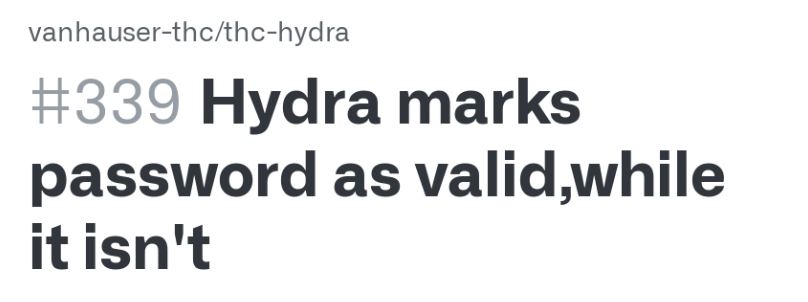 vanhauser-thc/thc-hydra
#339 Hydra marks
password as valid,while
it isn't